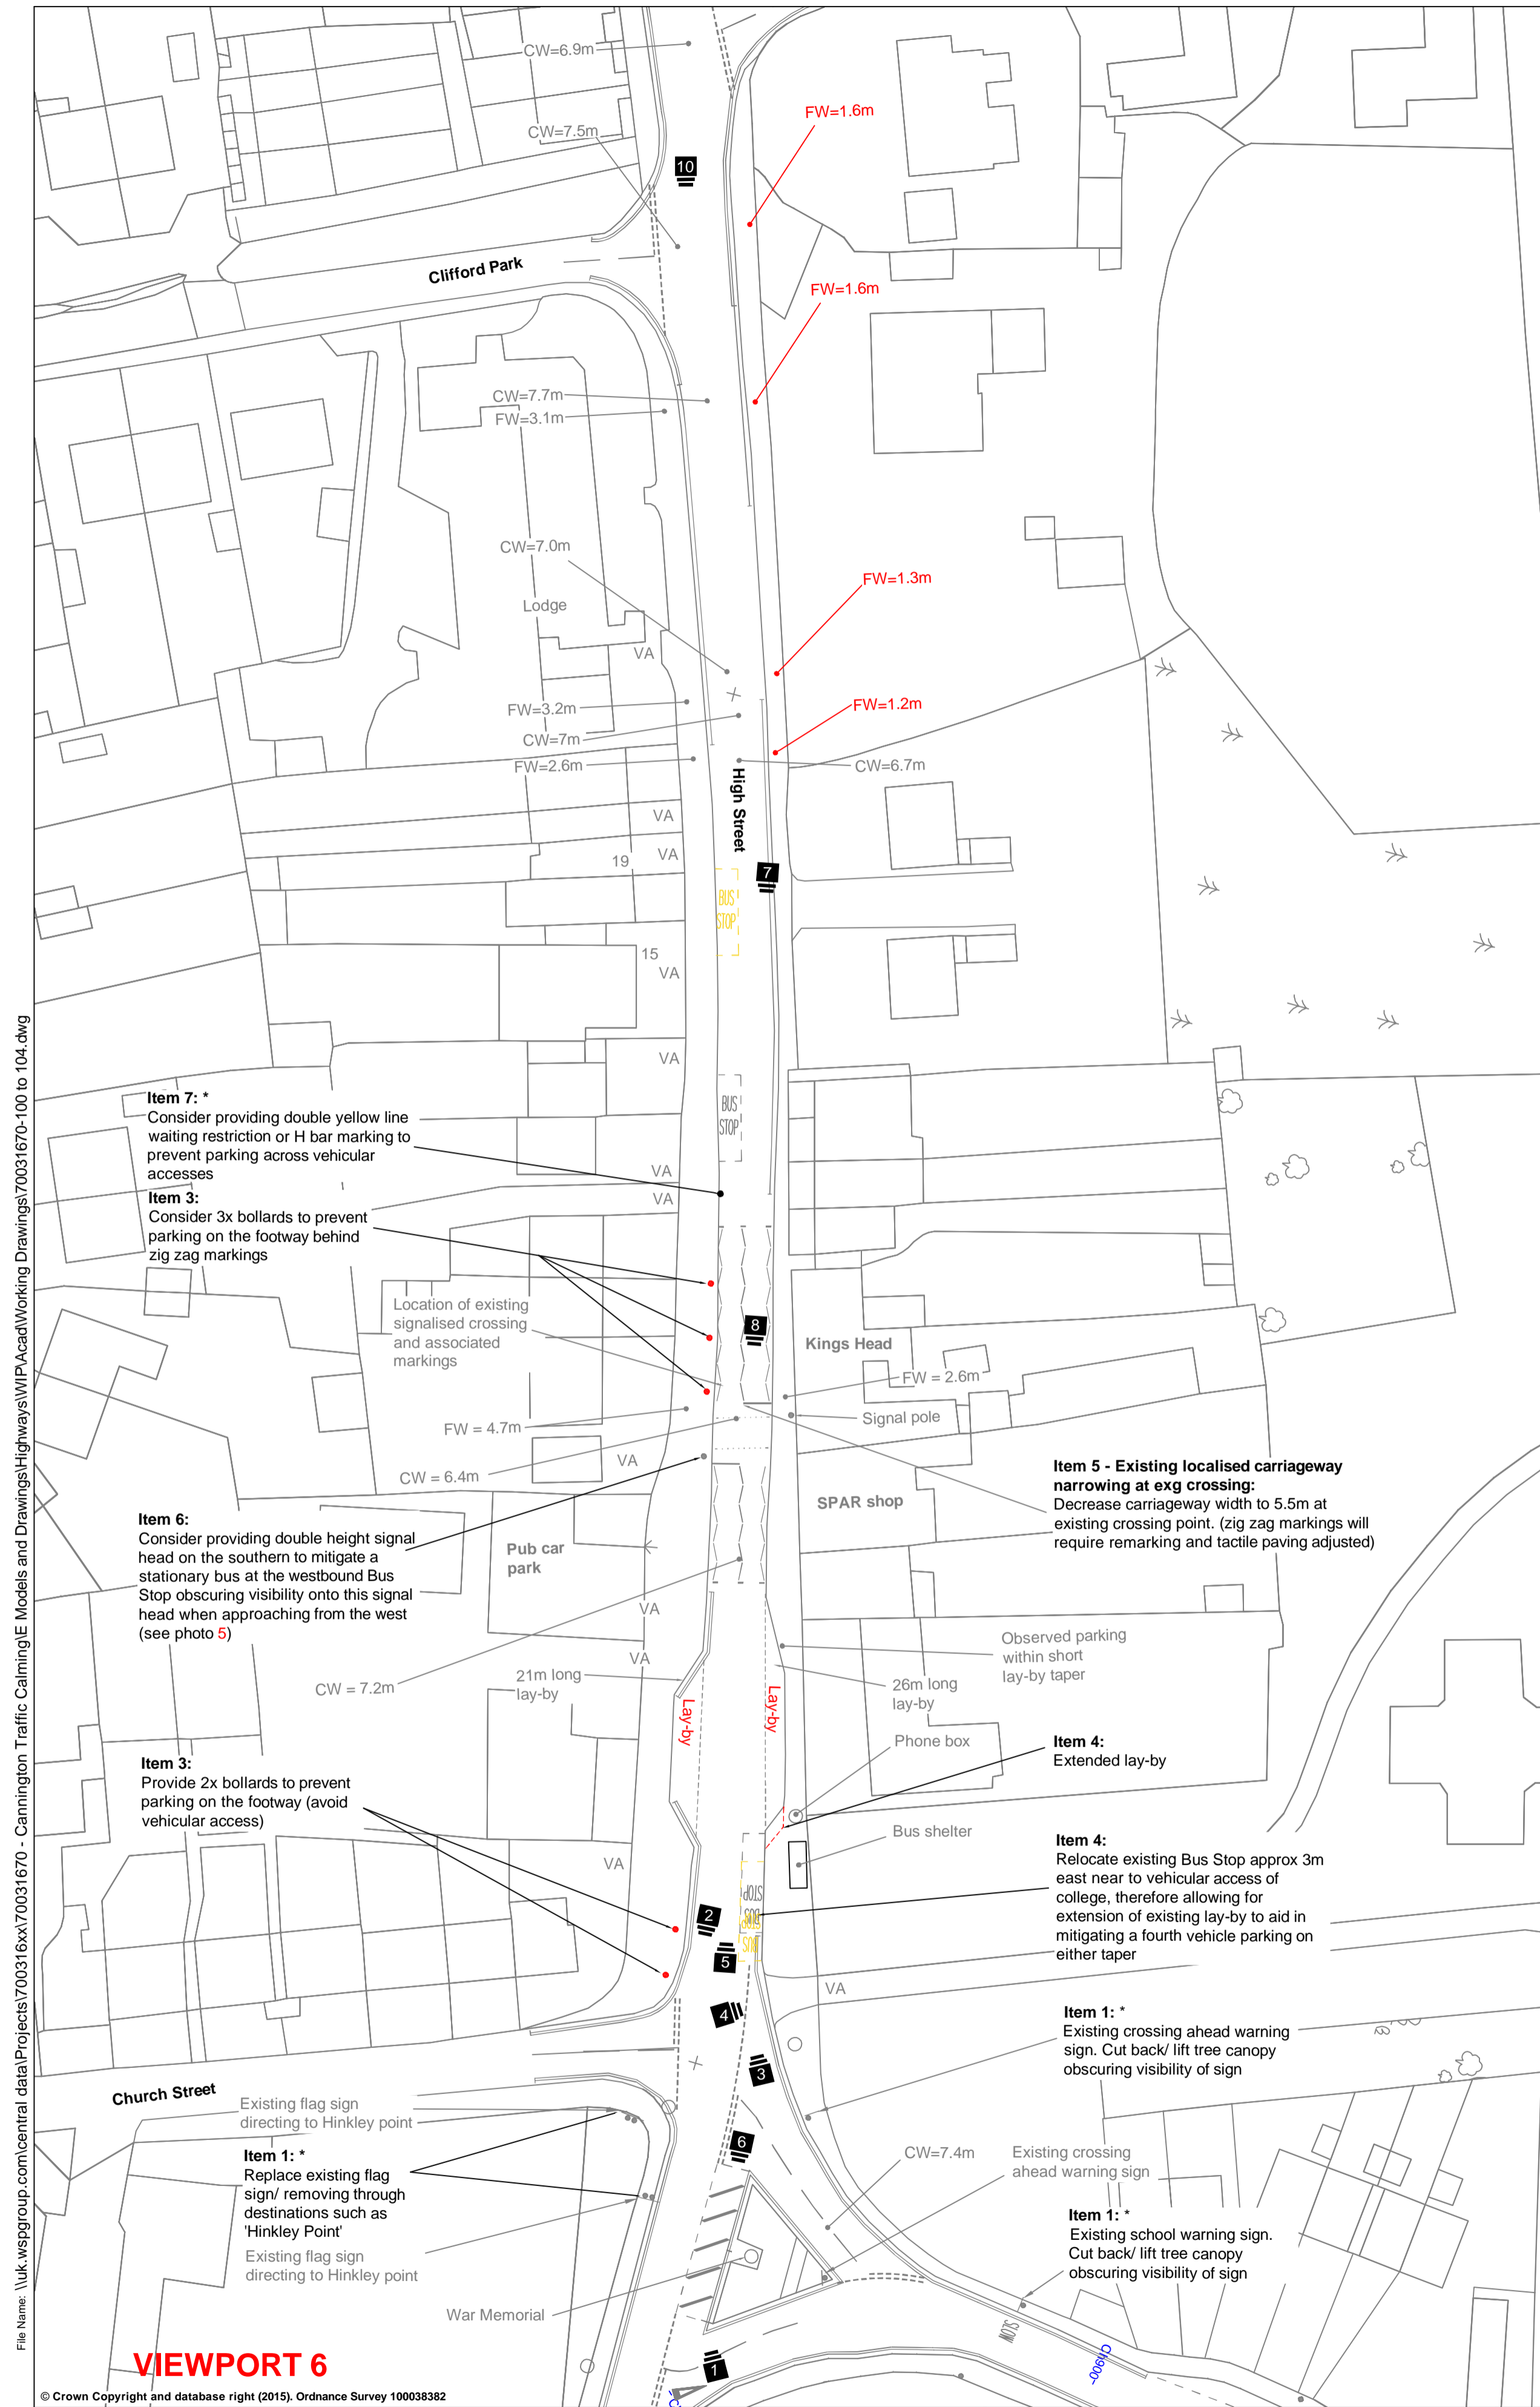 CW=6.9m
FW=1.6m
CW=7.5m
10
Clifford Park
FW=1.6m
CW=7.7m
FW=3.1m
CW=7.0m
FW=1.3m
Lodge
VA
FW=3.2m
FW=1.2m
CW=7m
FW=2.6m
CW=6.7m
High Street
VA
19
VA
7
BUS
STOP
15
VA
VA
BUS
STOP
Item 7: *
Consider providing double yellow line
waiting restriction or H bar marking to
prevent parking across vehicular
accesses
VA
VA
Item 3:
Consider 3x bollards to prevent
parking on the footway behind
zig zag markings
Location of existing
signalised crossing
and associated
markings
8
Kings Head
FW = 2.6m
Signal pole
FW = 4.7m
VA
CW = 6.4m
Item 5 - Existing localised carriageway
narrowing at exg crossing:
Decrease carriageway width to 5.5m at
existing crossing point. (zig zag markings will
require remarking and tactile paving adjusted)
SPAR shop
Item 6:
Consider providing double height signal
head on the southern to mitigate a
stationary bus at the westbound Bus
Stop obscuring visibility onto this signal
head when approaching from the west
(see photo 5)
Pub car
park
VA
VA
Observed parking
within short
lay-by taper
21m long
lay-by
26m long
lay-by
CW = 7.2m
Lay-by
Lay-by
Phone box
Item 4:
Extended lay-by
Item 3:
Provide 2x bollards to prevent
parking on the footway (avoid
vehicular access)
Bus shelter
VA
Item 4:
Relocate existing Bus Stop approx 3m
east near to vehicular access of
college, therefore allowing for
extension of existing lay-by to aid in
mitigating a fourth vehicle parking on
either taper
BUS
STOP
BUS
STOP
2
5
4
VA
3
Item 1: *
Existing crossing ahead warning
sign. Cut back/ lift tree canopy
obscuring visibility of sign
Church Street
Existing flag sign
directing to Hinkley point
6
CW=7.4m
Existing crossing
ahead warning sign
Item 1: *
Replace existing flag
sign/ removing through
destinations such as
'Hinkley Point'
Existing flag sign
directing to Hinkley point
Item 1: *
Existing school warning sign.
Cut back/ lift tree canopy
obscuring visibility of sign
War Memorial
SLOW
1
Ch900
VIEWPORT 6
© Crown Copyright and database right (2015). Ordnance Survey 100038382
File Name: \\uk.wspgroup.com\central data\Projects\700316xx\70031670 - Cannington Traffic Calming\E Models and Drawings\Highways\WIP\Acad\Working Drawings\70031670-100 to 104.dwg